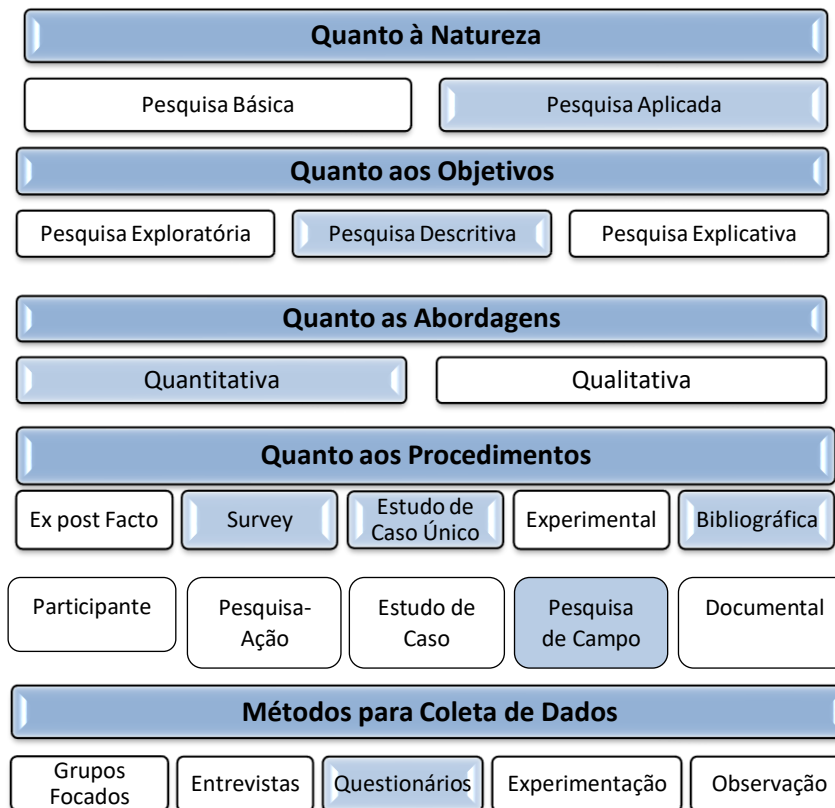 Quanto à Natureza
Pesquisa Básica
Pesquisa Aplicada
Quanto aos Objetivos
Pesquisa Exploratória
Pesquisa Descritiva
Pesquisa Explicativa
Quanto as Abordagens
Quantitativa
Qualitativa
Quanto aos Procedimentos
Ex post Facto
Survey
Estudo de
Caso Único
Experimental
Bibliográfica
Participante
Pesquisa-
Ação
Estudo de
Caso
Pesquisa
de Campo
Documental
Métodos para Coleta de Dados
Grupos
Focados
Entrevistas
Questionários
Experimentação
Observação